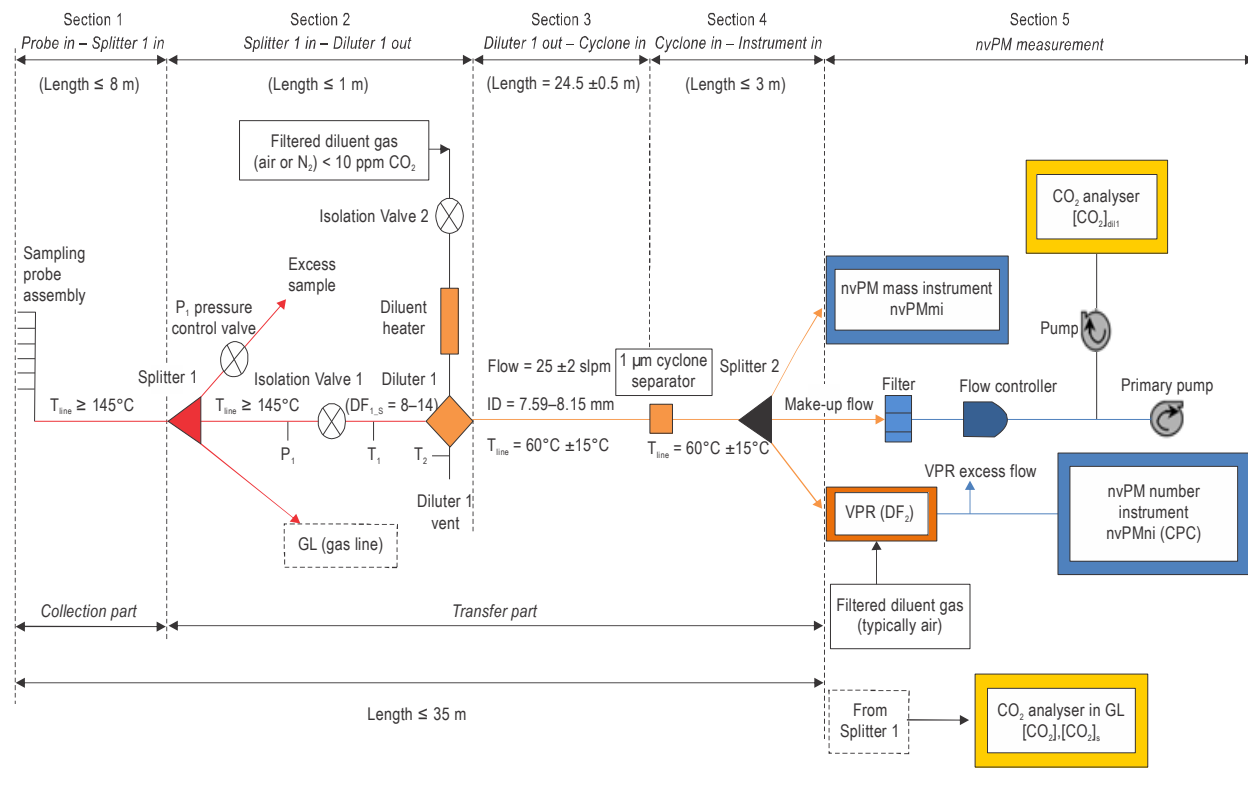 Section 1
Probe in – Splitter 1 in
(Length ≤ 8 m)
Section 2
Splitter 1 in – Diluter 1 out
(Length ≤ 1 m)
Section 3
Diluter 1 out – Cyclone in
(Length = 24.5 ±0.5 m)
Section 4
Cyclone in – Instrument in
(Length ≤ 3 m)
Section 5
nvPM measurement
Filtered diluent gas
(air or N₂) < 10 ppm CO₂
Isolation Valve 2
Sampling
probe
assembly
Excess
sample
P₁ pressure
control valve
Diluent
heater
Splitter 1
Isolation Valve 1
Diluter 1
(DF₁_S = 8–14)
T_line ≥ 145°C
T_line ≥ 145°C
P₁
T₁
T₂
Diluter 1
vent
GL (gas line)
Flow = 25 ±2 slpm
ID = 7.59–8.15 mm
T_line = 60°C ±15°C
1 µm cyclone
separator
T_line = 60°C ±15°C
Splitter 2
CO₂ analyser
[CO₂]dil1
nvPM mass instrument
nvPMmi
Pump
Make-up flow
Filter
Flow controller
Primary pump
VPR excess flow
VPR (DF₂)
nvPM number
instrument
nvPMni (CPC)
Filtered diluent gas
(typically air)
Collection part
Transfer part
Length ≤ 35 m
From
Splitter 1
CO₂ analyser in GL
[CO₂],[CO₂]ₛ